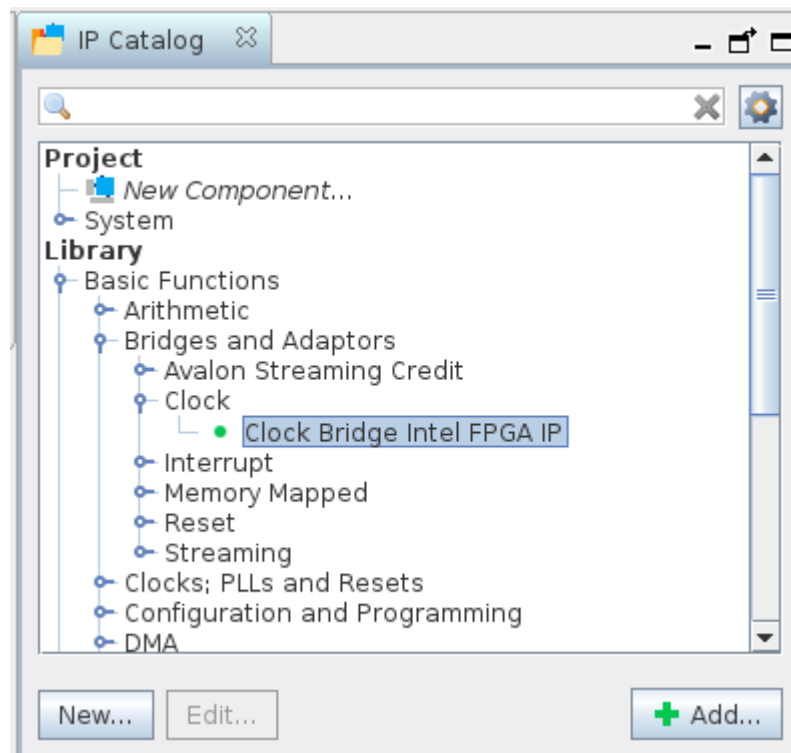 IP Catalog
Project
New Component...
System
Library
Basic Functions
Arithmetic
Bridges and Adaptors
Avalon Streaming Credit
Clock
Clock Bridge Intel FPGA IP
Interrupt
Memory Mapped
Reset
Streaming
Clocks; PLLs and Resets
Configuration and Programming
DMA
New... Edit... Add...